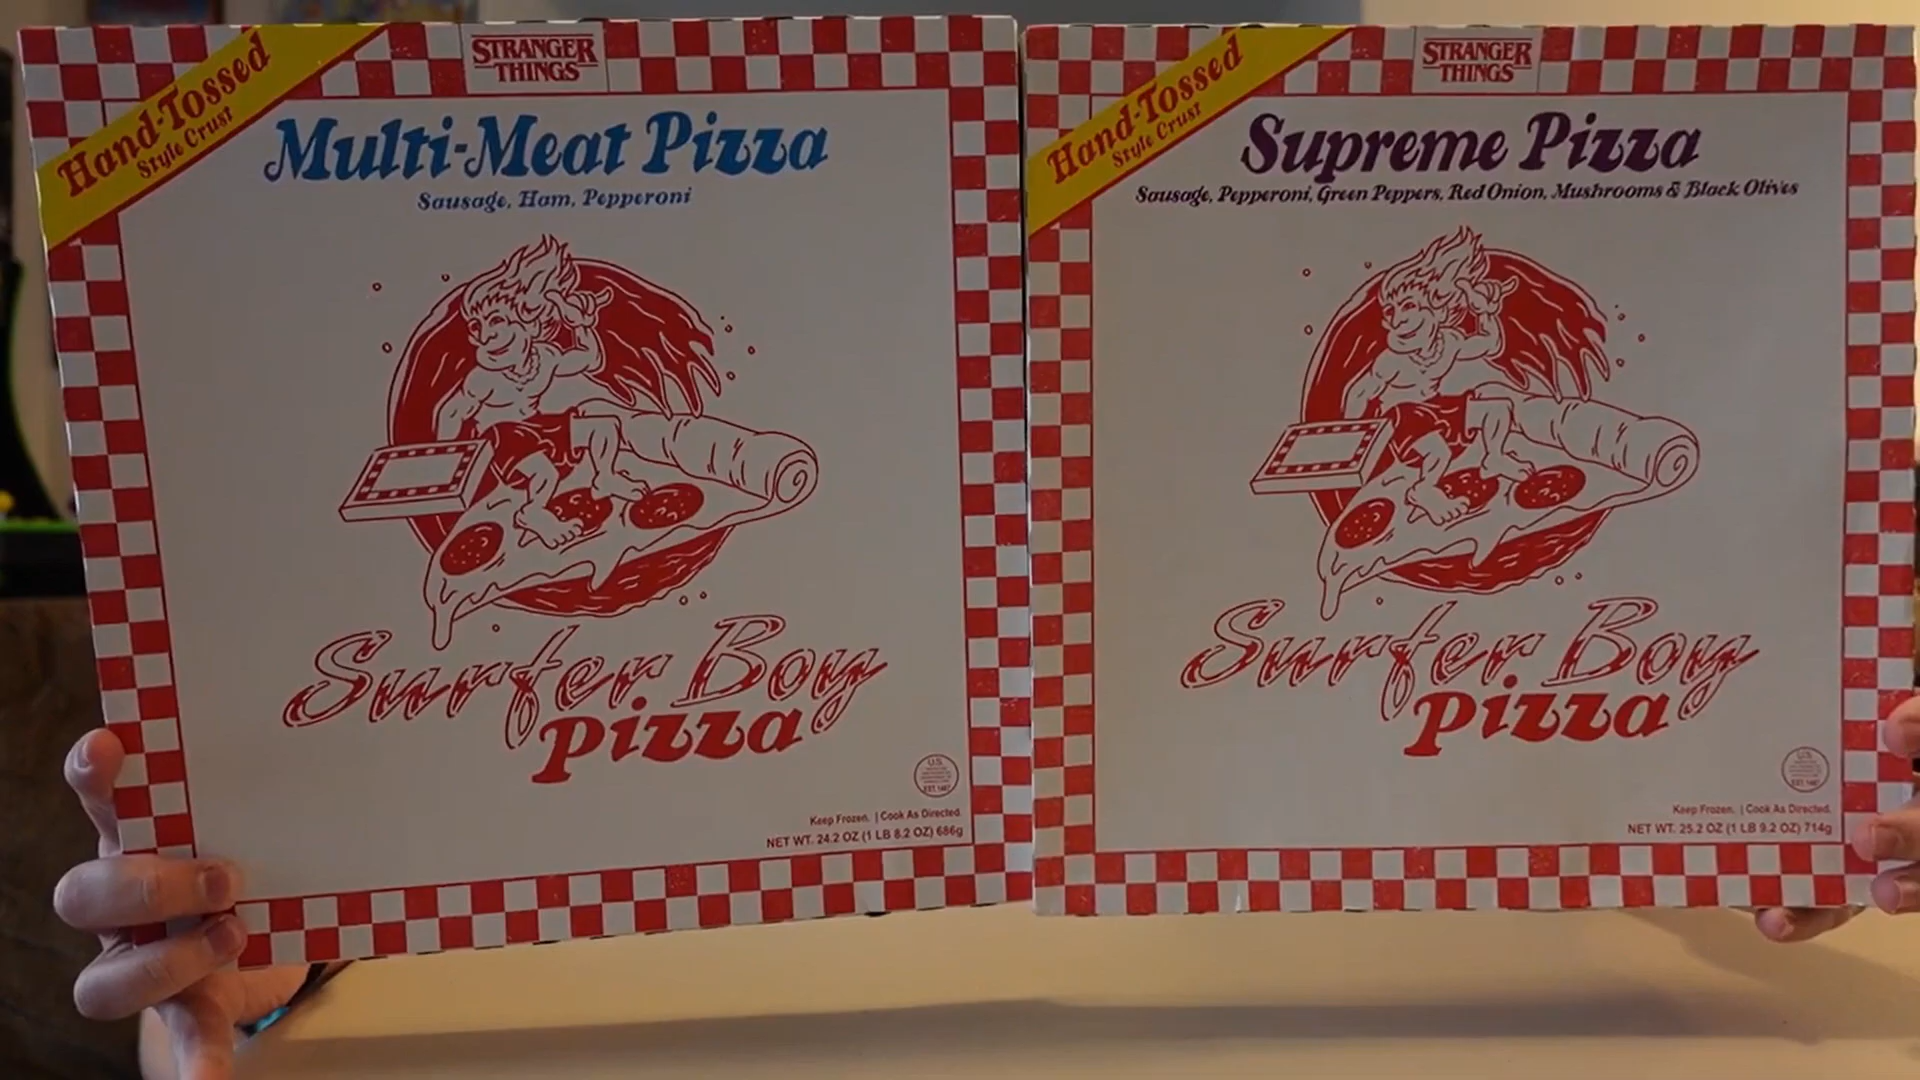 STRANGER
THINGS
Hand-Tossed
Style Crust
Multi-Meat Pizza
Sausage, Ham, Pepperoni
Surfer Boy
Pizza
U.S.
Keep Frozen. | Cook As Directed.
NET WT. 24.2 OZ (1 LB 8.2 OZ) 686g
STRANGER
THINGS
Hand-Tossed
Style Crust
Supreme Pizza
Sausage, Pepperoni, Green Peppers, Red Onion, Mushrooms & Black Olives
Surfer Boy
Pizza
U.S.
Keep Frozen. | Cook As Directed.
NET WT. 25.2 OZ (1 LB 9.2 OZ) 714g